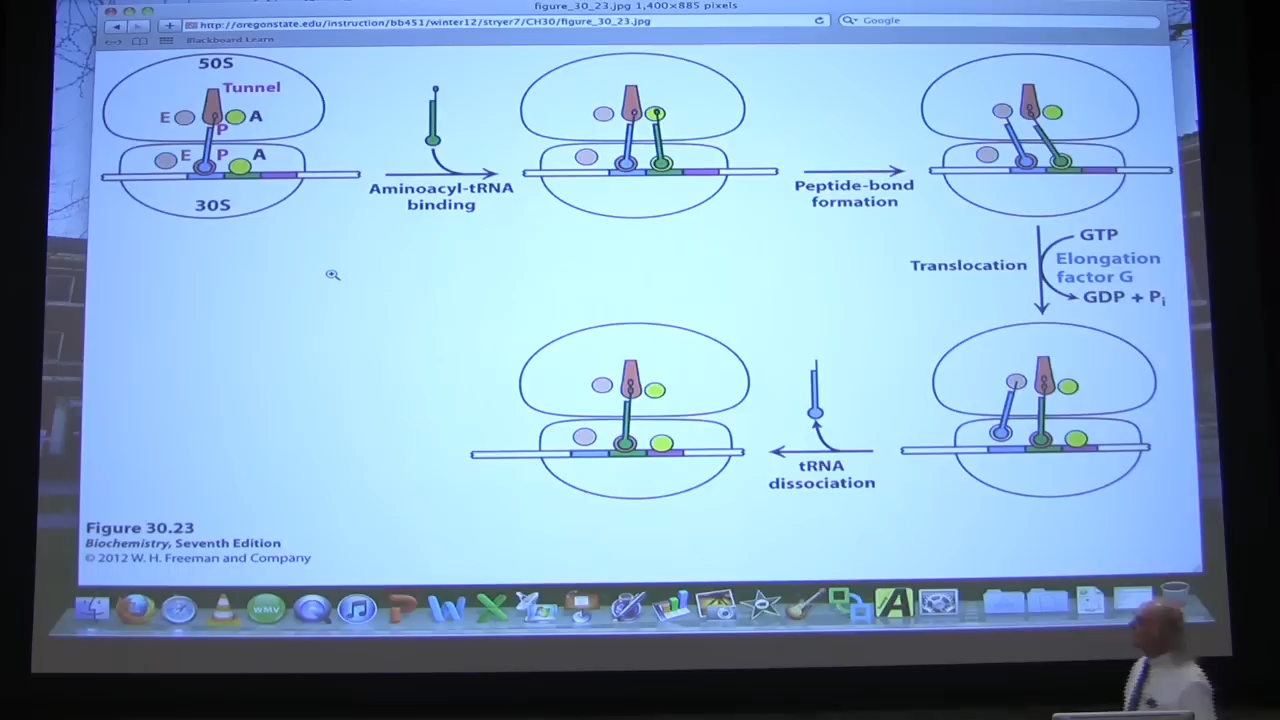 figure_30_23.jpg 1,400×885 pixels
http://oregonstate.edu/instruction/bb451/winter12/stryer7/CH30/figure_30_23.jpg
Google
Blackboard Learn
50S
Tunnel
E
A
P
E P A
30S
Aminoacyl-tRNA
binding
Peptide-bond
formation
GTP
Translocation
Elongation
factor G
GDP + Pi
tRNA
dissociation
Figure 30.23
Biochemistry, Seventh Edition
© 2012 W. H. Freeman and Company
WMV
P
W
X
A